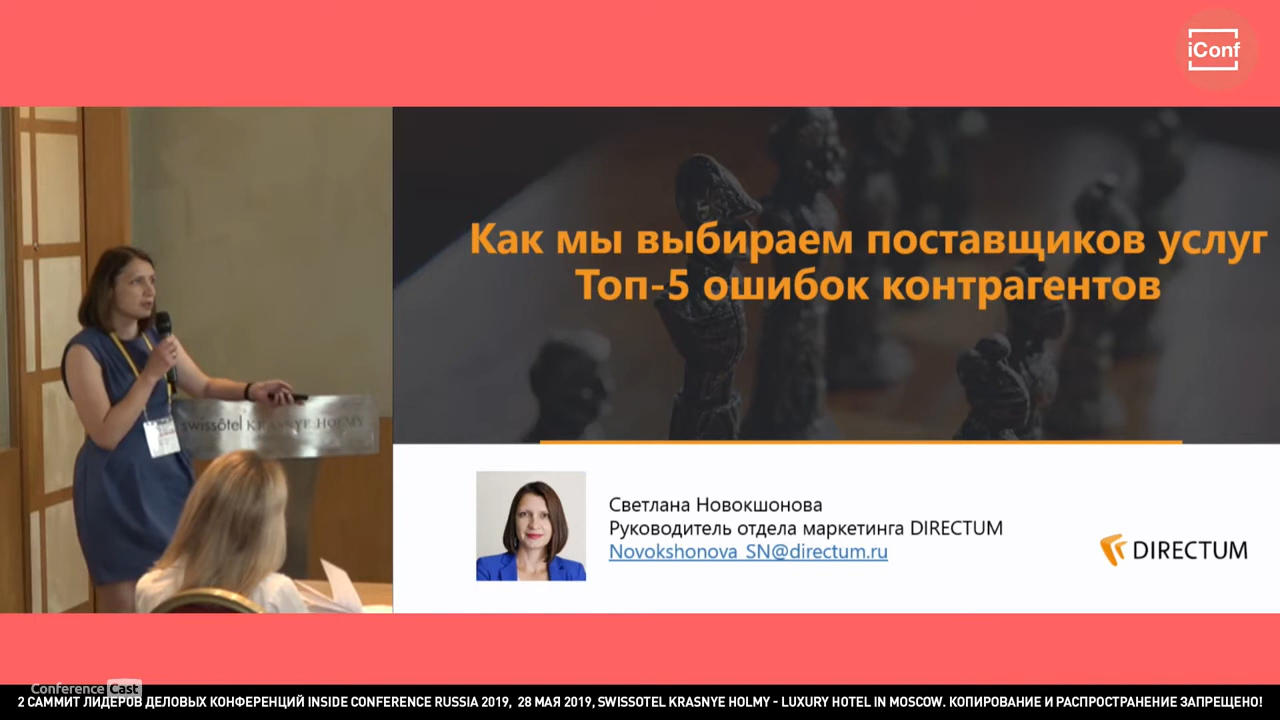 iConf
Как мы выбираем поставщиков услуг
Топ-5 ошибок контрагентов
swissôtel KRASNYE HOLMY
Светлана Новокшонова
Руководитель отдела маркетинга DIRECTUM
Novokshonova_SN@directum.ru
DIRECTUM
Conference Cast
2 САММИТ ЛИДЕРОВ ДЕЛОВЫХ КОНФЕРЕНЦИЙ INSIDE CONFERENCE RUSSIA 2019, 28 МАЯ 2019, SWISSOTEL KRASNYE HOLMY - LUXURY HOTEL IN MOSCOW. КОПИРОВАНИЕ И РАСПРОСТРАНЕНИЕ ЗАПРЕЩЕНО!